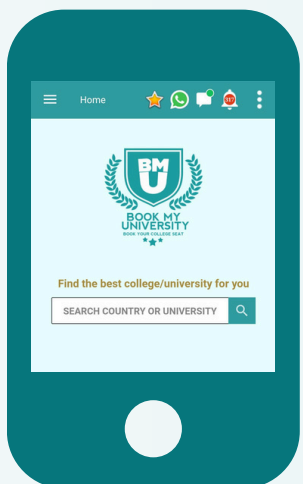 Home
117
BM
U
BOOK MY
UNIVERSITY
BOOK YOUR COLLEGE SEAT
Find the best college/university for you
SEARCH COUNTRY OR UNIVERSITY